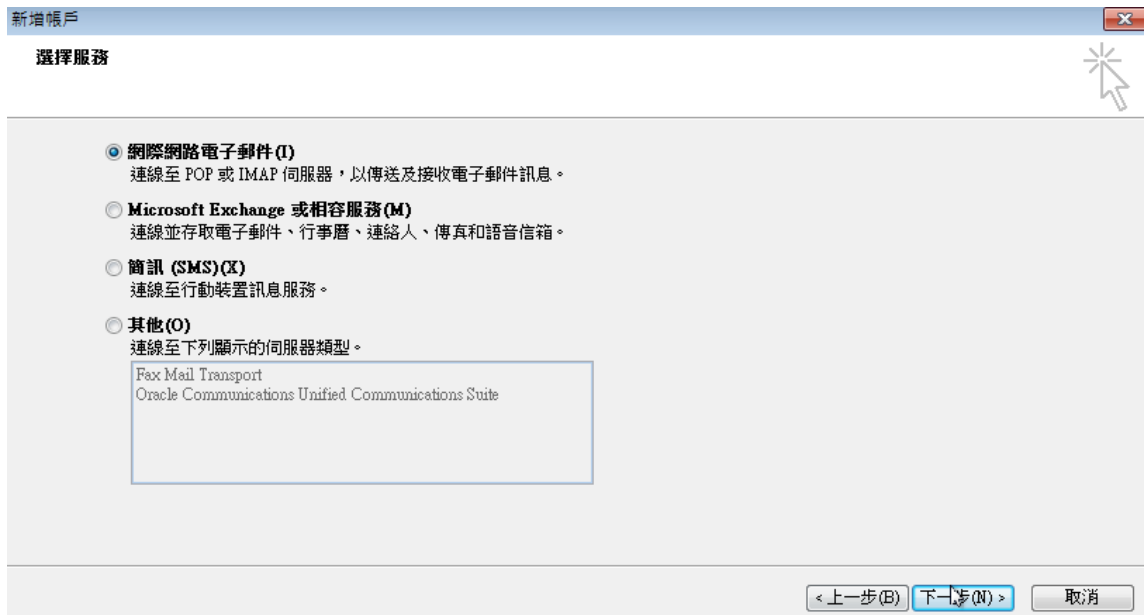 新增帳戶
選擇服務
網際網路電子郵件(I)
連線至 POP 或 IMAP 伺服器，以傳送及接收電子郵件訊息。
Microsoft Exchange 或相容服務(M)
連線並存取電子郵件、行事曆、連絡人、傳真和語音信箱。
簡訊 (SMS)(X)
連線至行動裝置訊息服務。
其他(O)
連線至下列顯示的伺服器類型。
Fax Mail Transport
Oracle Communications Unified Communications Suite
< 上一步(B) 下一步(N) > 取消